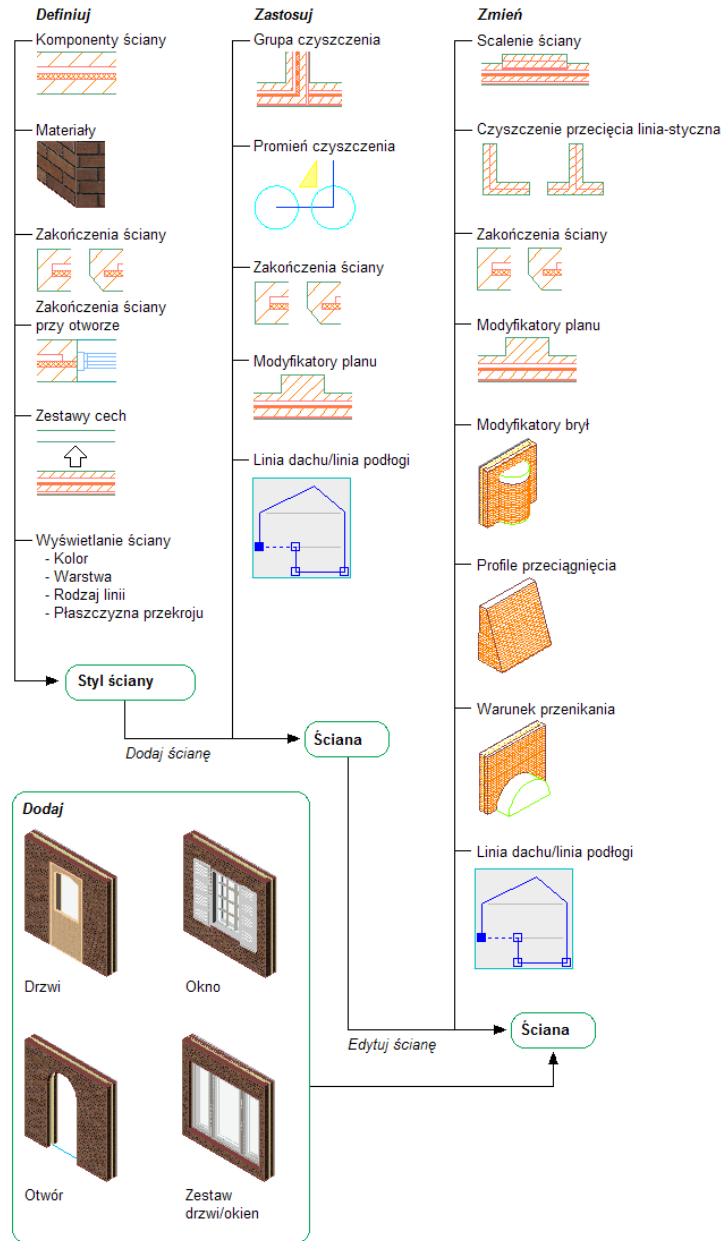 Definiuj
Komponenty ściany
Materiały
Zakończenia ściany
Zakończenia ściany
przy otworze
Zestawy cech
Wyświetlanie ściany
- Kolor
- Warstwa
- Rodzaj linii
- Płaszczyzna przekroju
Styl ściany
Zastosuj
Grupa czyszczenia
Promień czyszczenia
Zakończenia ściany
Modyfikatory planu
Linia dachu/linia podłogi
Dodaj ścianę
Ściana
Zmień
Scalenie ściany
Czyszczenie przecięcia linia-styczna
Zakończenia ściany
Modyfikatory planu
Modyfikatory brył
Profile przeciągnięcia
Warunek przenikania
Linia dachu/linia podłogi
Edytuj ścianę
Ściana
Dodaj
Drzwi
Okno
Otwór
Zestaw
drzwi/okien